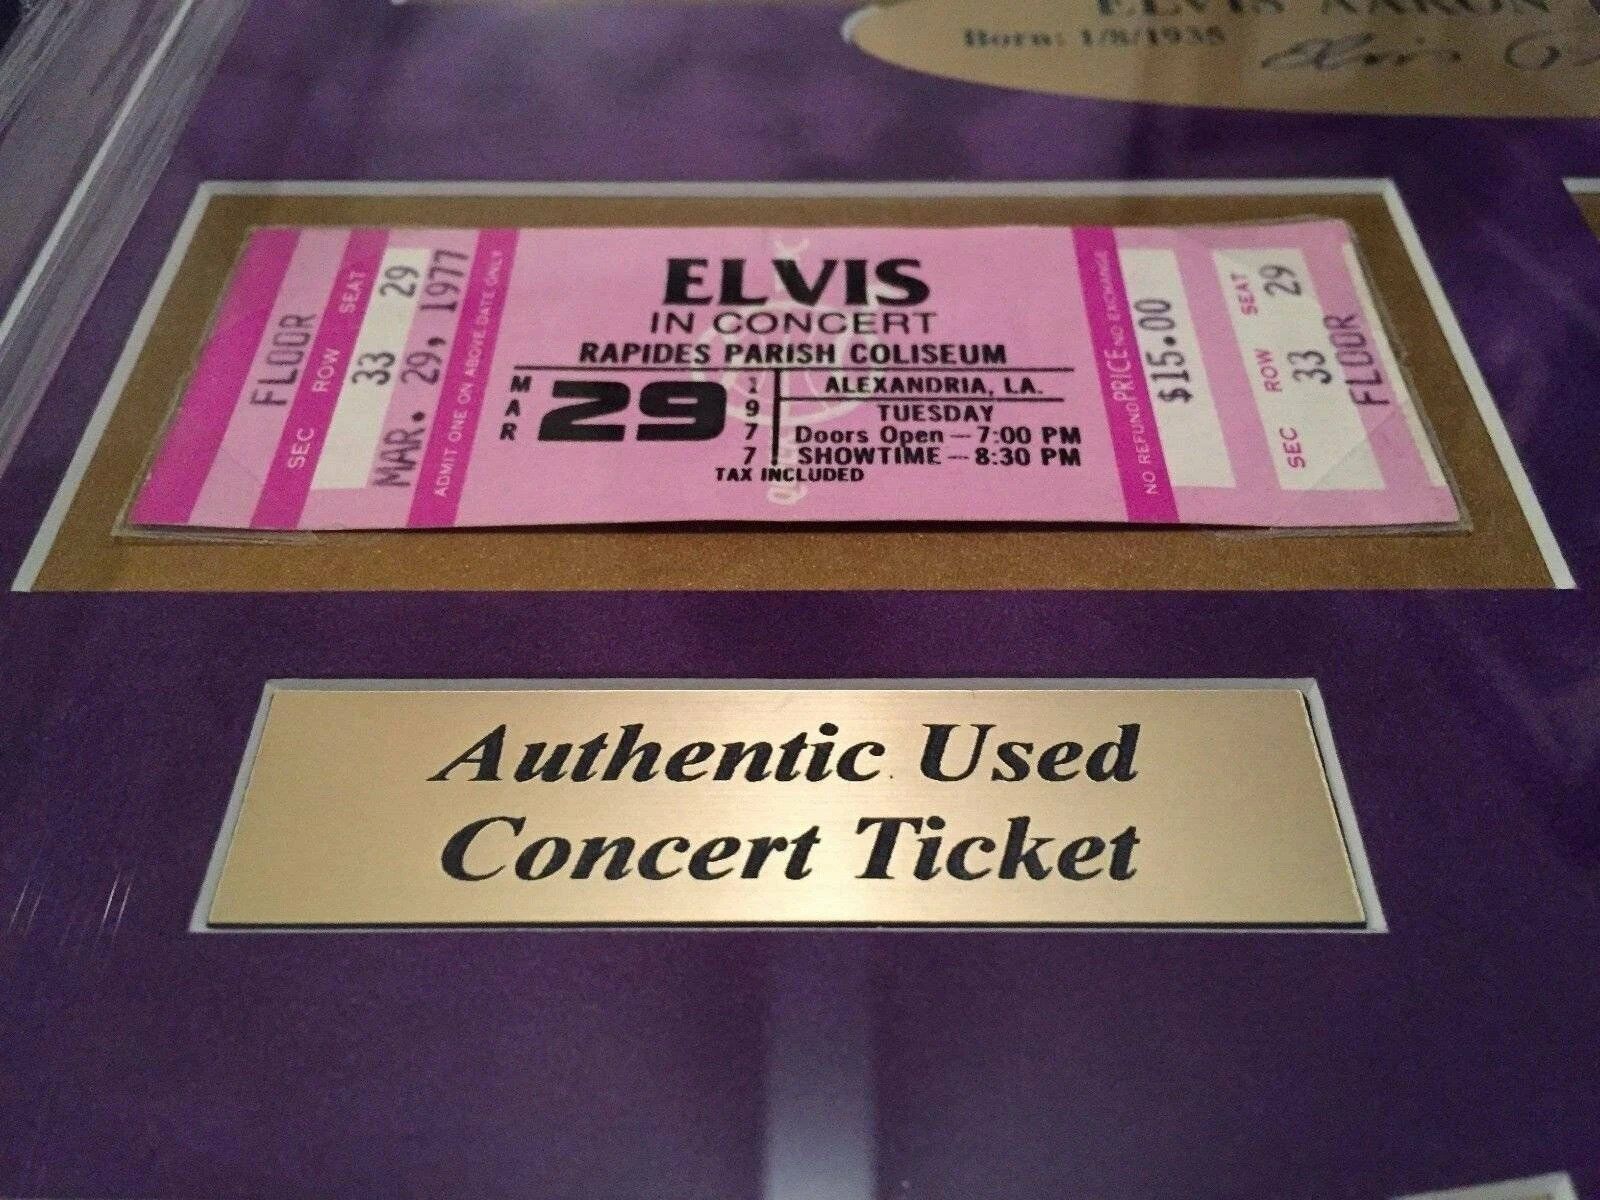 ELVIS AARON
Born: 1/8/1935
Elvis
FLOOR
SEC ROW SEAT
33 29
MAR. 29, 1977
ADMIT ONE ON ABOVE DATE ONLY
ELVIS
IN CONCERT
RAPIDES PARISH COLISEUM
MAR 29 1977
ALEXANDRIA, LA.
TUESDAY
Doors Open — 7:00 PM
SHOWTIME — 8:30 PM
TAX INCLUDED
NO REFUND PRICE NO EXCHANGE
$15.00
SEC ROW SEAT
33 29
FLOOR
Authentic Used
Concert Ticket